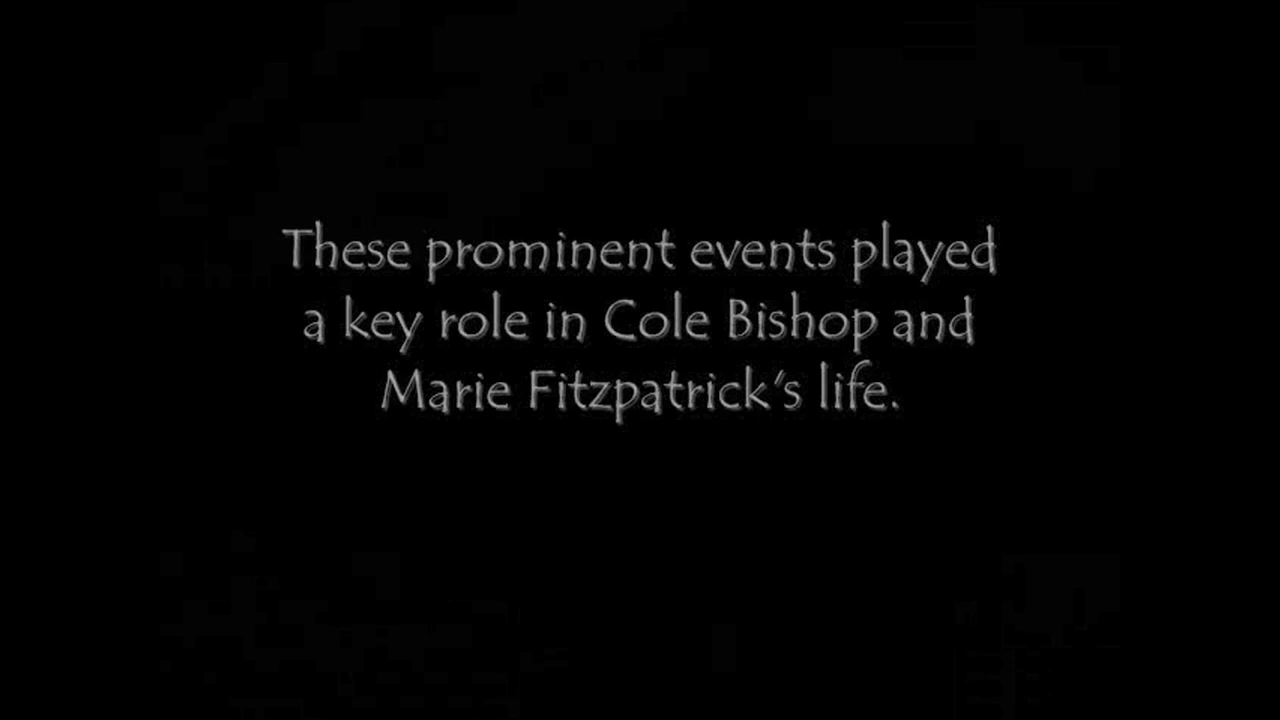 These prominent events played
a key role in Cole Bishop and
Marie Fitzpatrick's life.